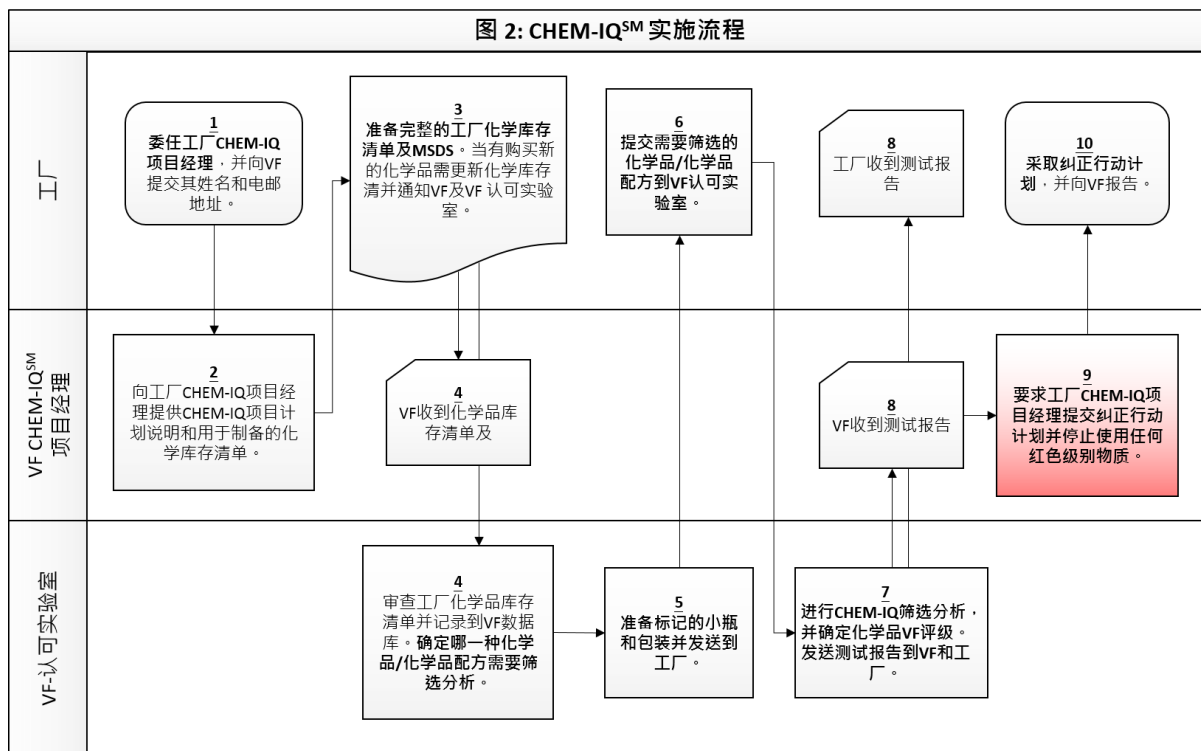 图 2: CHEM-IQSM 实施流程
工厂
1
委任工厂CHEM-IQ
项目经理，并向VF
提交其姓名和电邮
地址。
3
准备完整的工厂化学库存
清单及MSDS。当有购买新
的化学品需更新化学库存
清并通知VF及VF 认可实验
室。
6
提交需要筛选的
化学品/化学品
配方到VF认可实
验室。
8
工厂收到测试报
告
10
采取纠正行动计
划，并向VF报告。
VF CHEM-IQSM
项目经理
2
向工厂CHEM-IQ项目经
理提供CHEM-IQ项目计
划说明和用于制备的化
学库存清单。
4
VF收到化学品库
存清单及
8
VF收到测试报告
9
要求工厂CHEM-IQ项
目经理提交纠正行动
计划并停止使用任何
红色级别物质。
VF-认可实验室
4
审查工厂化学品库存
清单并记录到VF数据
库。确定哪一种化学
品/化学品配方需要筛
选分析。
5
准备标记的小瓶
和包装并发送到
工厂。
7
进行CHEM-IQ筛选分析，
并确定化学品VF评级。
发送测试报告到VF和工
厂。